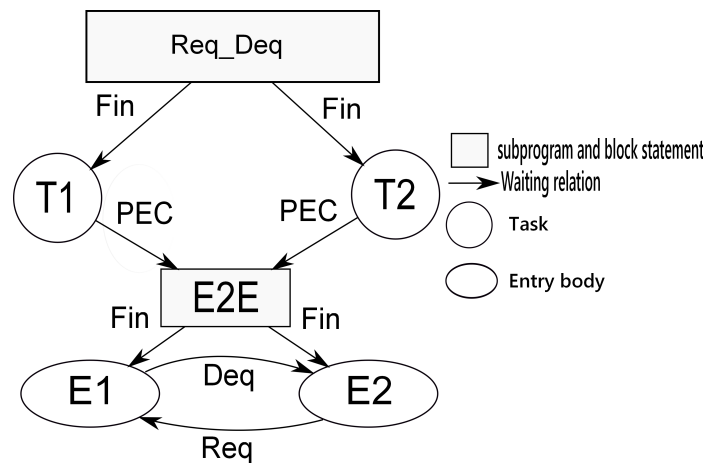 Req_Deq
Fin
Fin
T1
T2
PEC
PEC
E2E
Fin
Fin
E1
Deq
E2
Req
subprogram and block statement
Waiting relation
Task
Entry body